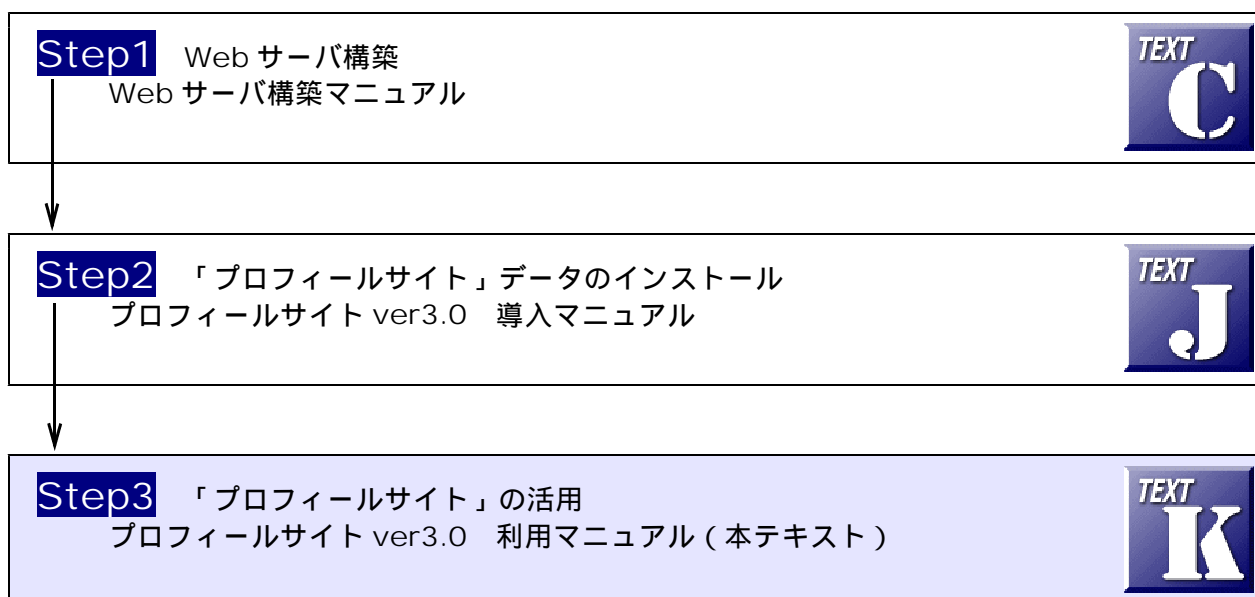 Step1 Web サーバ構築
Web サーバ構築マニュアル
TEXT
C
Step2 「プロフィールサイト」データのインストール
プロフィールサイト ver3.0 導入マニュアル
TEXT
J
Step3 「プロフィールサイト」の活用
プロフィールサイト ver3.0 利用マニュアル(本テキスト)
TEXT
K